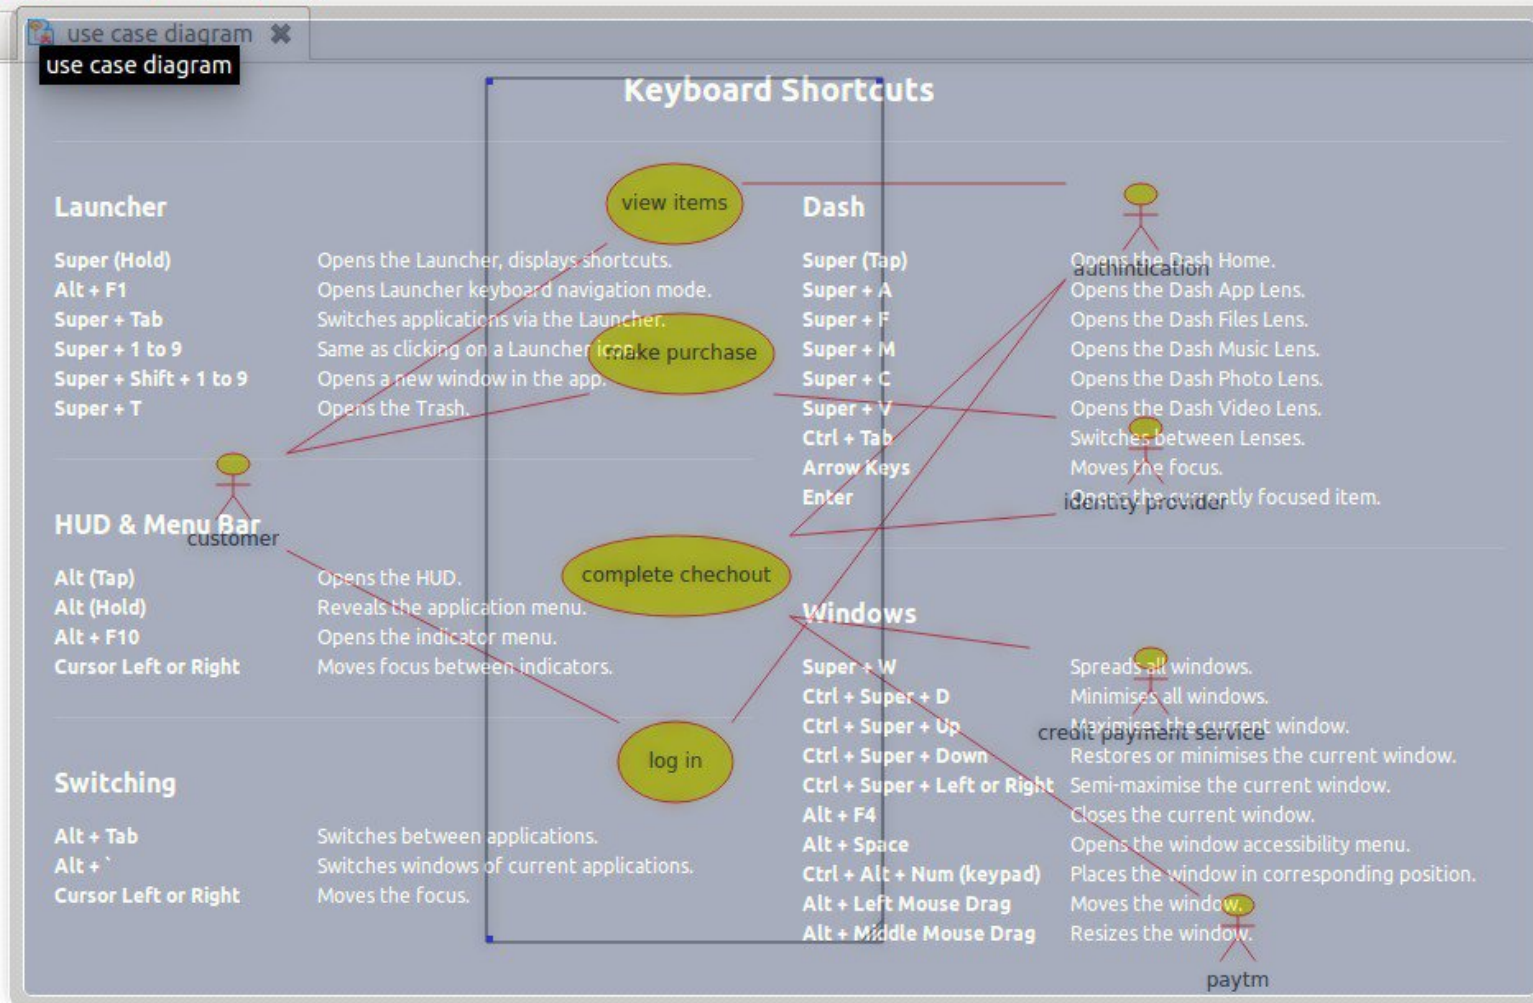 use case diagram
use case diagram
Keyboard Shortcuts
Launcher
Super (Hold) Opens the Launcher, displays shortcuts.
Alt + F1 Opens Launcher keyboard navigation mode.
Super + Tab Switches applications via the Launcher.
Super + 1 to 9 Same as clicking on a Launcher icon.
Super + Shift + 1 to 9 Opens a new window in the app.
Super + T Opens the Trash.
HUD & Menu Bar
Alt (Tap) Opens the HUD.
Alt (Hold) Reveals the application menu.
Alt + F10 Opens the indicator menu.
Cursor Left or Right Moves focus between indicators.
Switching
Alt + Tab Switches between applications.
Alt + ` Switches windows of current applications.
Cursor Left or Right Moves the focus.
Dash
Super (Tap) Opens the Dash Home.
Super + A Opens the Dash App Lens.
Super + F Opens the Dash Files Lens.
Super + M Opens the Dash Music Lens.
Super + C Opens the Dash Photo Lens.
Super + V Opens the Dash Video Lens.
Ctrl + Tab Switches between Lenses.
Arrow Keys Moves the focus.
Enter Opens the currently focused item.
Windows
Super + W Spreads all windows.
Ctrl + Super + D Minimises all windows.
Ctrl + Super + Up Maximises the current window.
Ctrl + Super + Down Restores or minimises the current window.
Ctrl + Super + Left or Right Semi-maximise the current window.
Alt + F4 Closes the current window.
Alt + Space Opens the window accessibility menu.
Ctrl + Alt + Num (keypad) Places the window in corresponding position.
Alt + Left Mouse Drag Moves the window.
Alt + Middle Mouse Drag Resizes the window.
view items
make purchase
complete chechout
log in
customer
authintication
identity provider
credit payment service
paytm